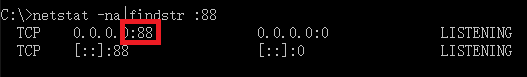 C:\>netstat -na|findstr :88
TCP 0.0.0.0:88 0.0.0.0:0 LISTENING
TCP [::]:88 [::]:0 LISTENING